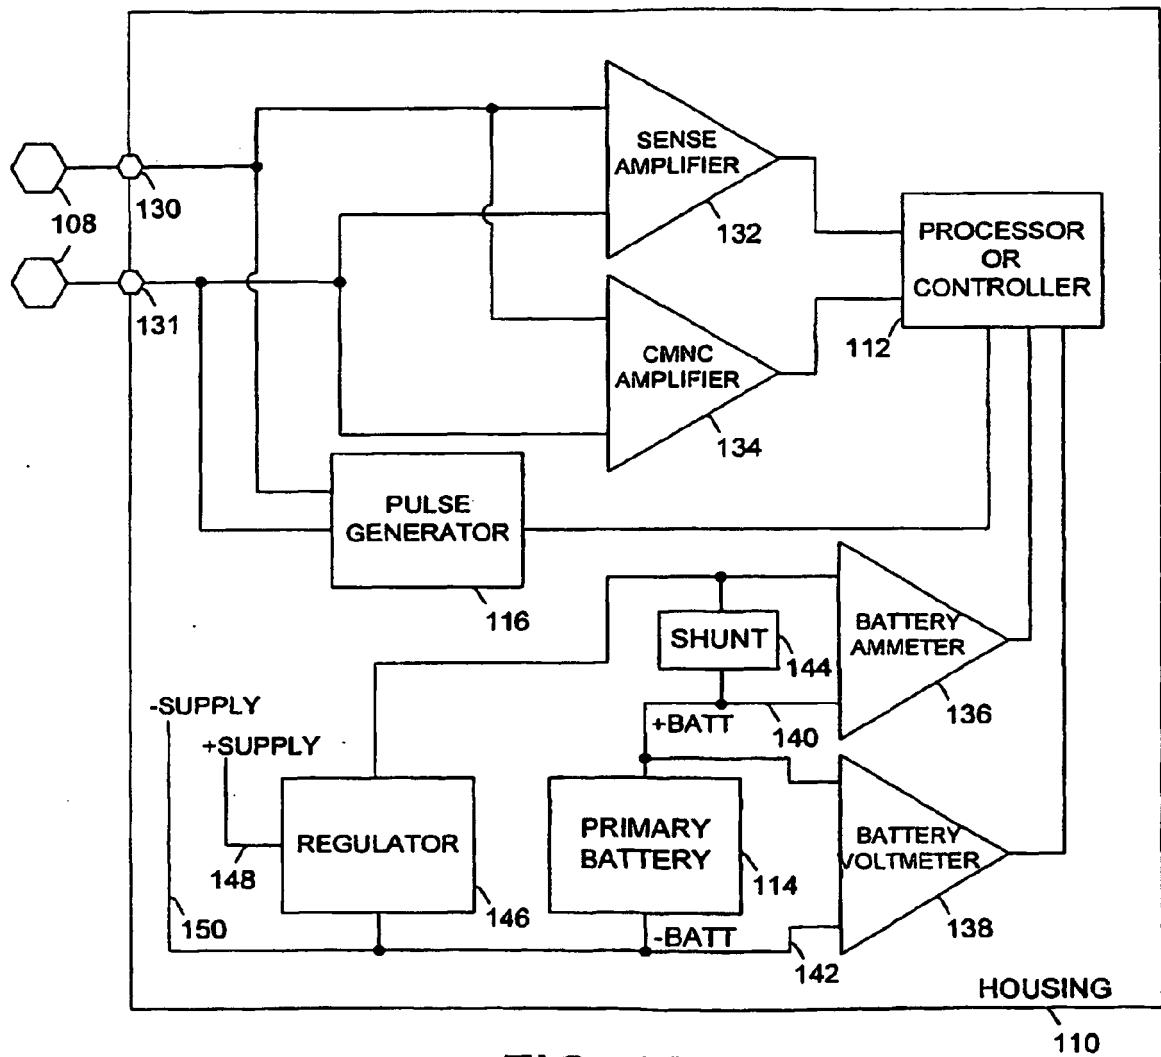 SENSE
AMPLIFIER
132
108
130
131
PROCESSOR
OR
CONTROLLER
112
CMNC
AMPLIFIER
134
PULSE
GENERATOR
116
SHUNT
144
BATTERY
AMMETER
136
-SUPPLY
+SUPPLY
+BATT
140
REGULATOR
148
146
150
PRIMARY
BATTERY
114
BATTERY
VOLTMETER
138
-BATT
142
HOUSING
110